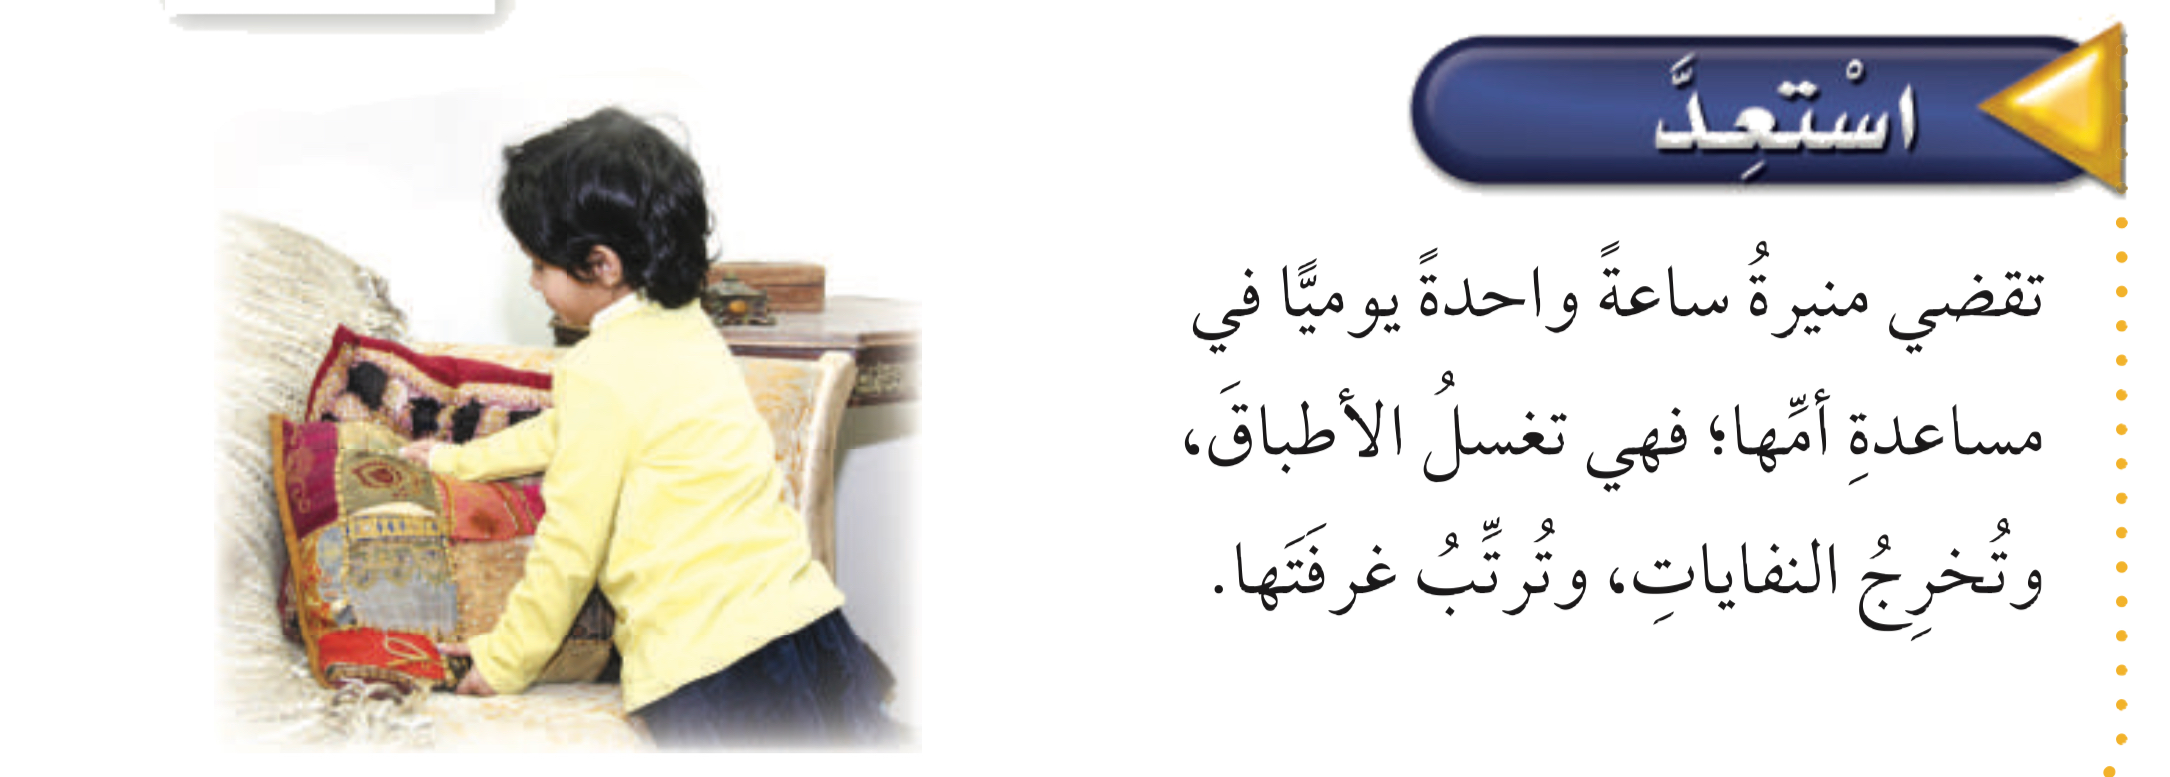 اسْتَعِدَّ
تقضي منيرةُ ساعةً واحدةً يوميًّا في
مساعدةِ أمِّها؛ فهي تغسلُ الأطباقَ،
وتُخرِجُ النفاياتِ، وتُرتِّبُ غرفَتَها.